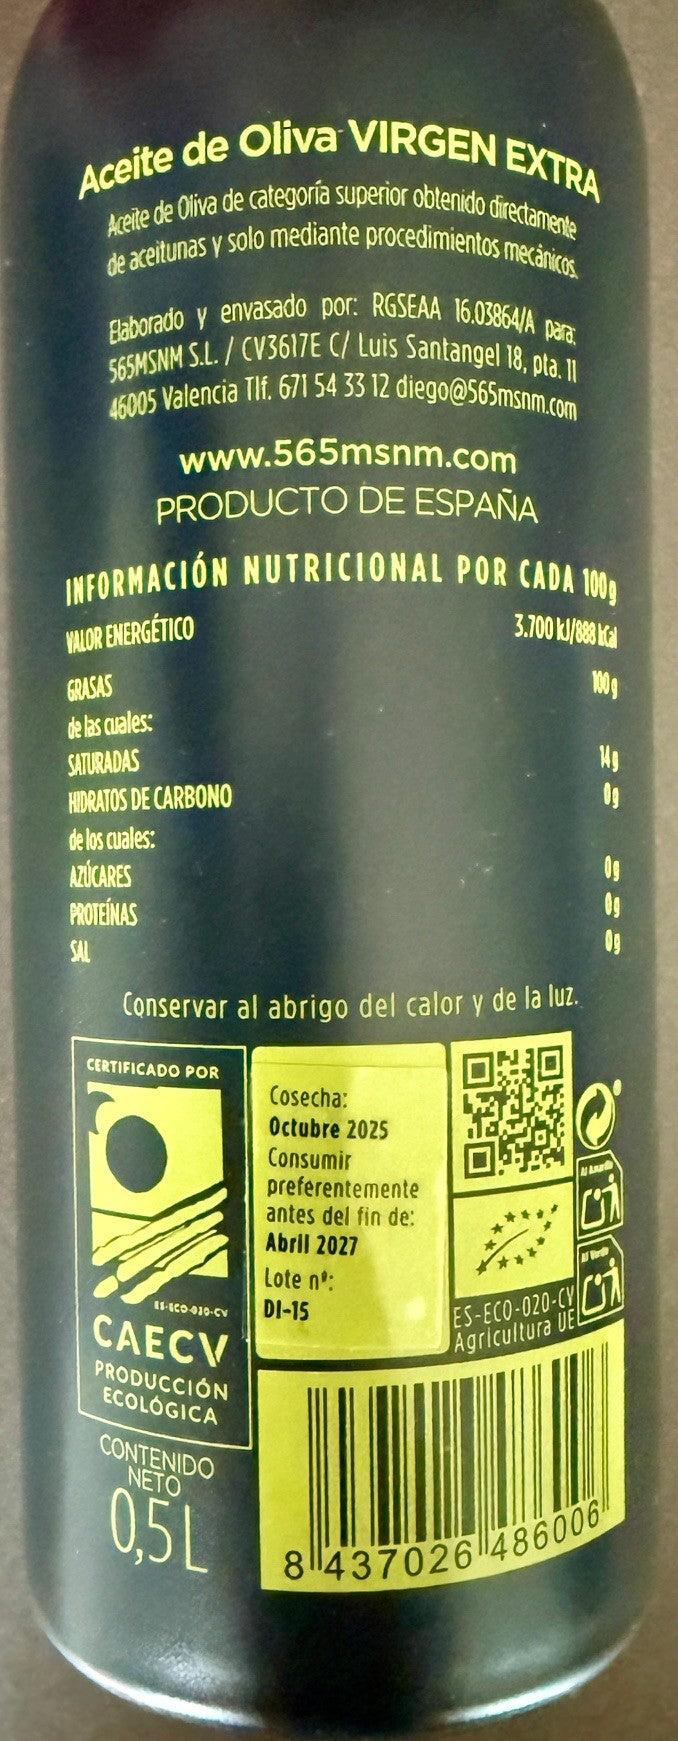 Aceite de Oliva VIRGEN EXTRA
Aceite de Oliva de categoría superior obtenido directamente
de aceitunas y solo mediante procedimientos mecánicos.
Elaborado y envasado por: RGSEAA 16.03864/A para:
565MSNM S.L. / CV3617E C/ Luis Santangel 18, pta. 11
46005 Valencia Tlf. 671 54 33 12 diego@565msnm.com
www.565msnm.com
PRODUCTO DE ESPAÑA
INFORMACIÓN NUTRICIONAL POR CADA 100g
VALOR ENERGÉTICO 3.700 kJ/888 kCal
GRASAS 100 g
de las cuales:
SATURADAS 14 g
HIDRATOS DE CARBONO 0 g
de los cuales:
AZÚCARES 0 g
PROTEÍNAS 0 g
SAL 0 g
Conservar al abrigo del calor y de la luz.
CERTIFICADO POR
ES-ECO-020-CV
CAECV
PRODUCCIÓN
ECOLÓGICA
CONTENIDO
NETO
0,5L
Cosecha:
Octubre 2025
Consumir
preferentemente
antes del fin de:
Abril 2027
Lote nº:
DI-15
Al Amarillo
Al Verde
ES-ECO-020-CV
Agricultura UE
8 437026 486006